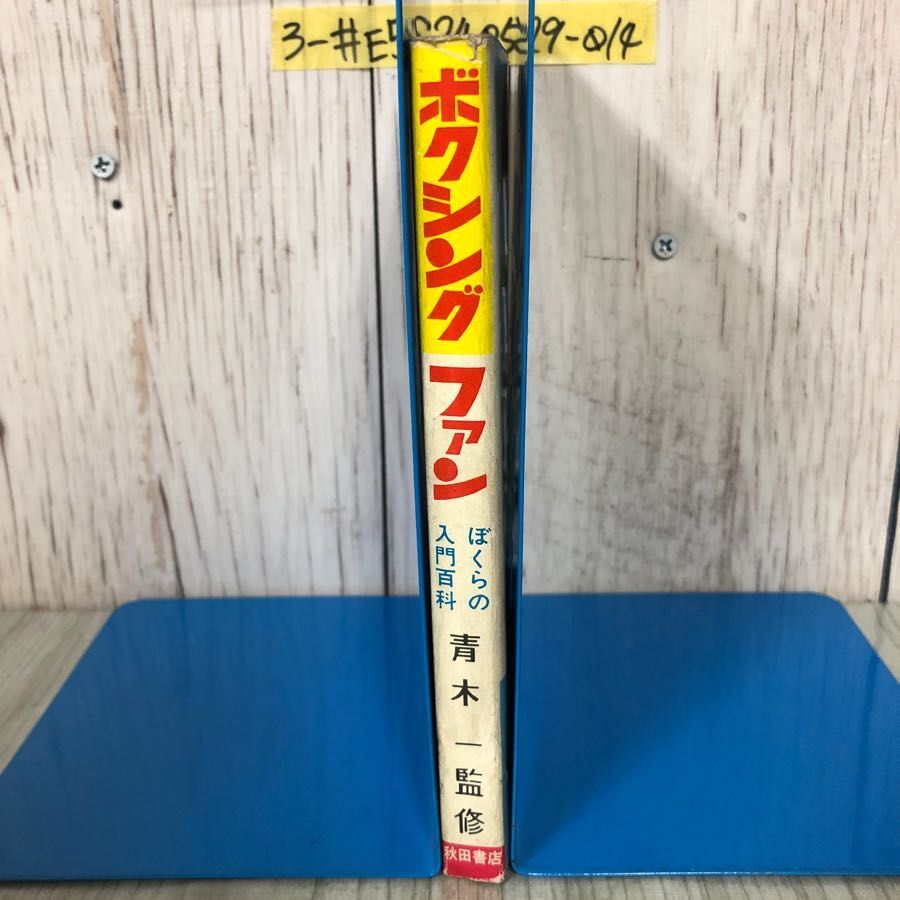 ボクシング
ファン
ぼくらの
入門百科
青木一監修
秋田書店